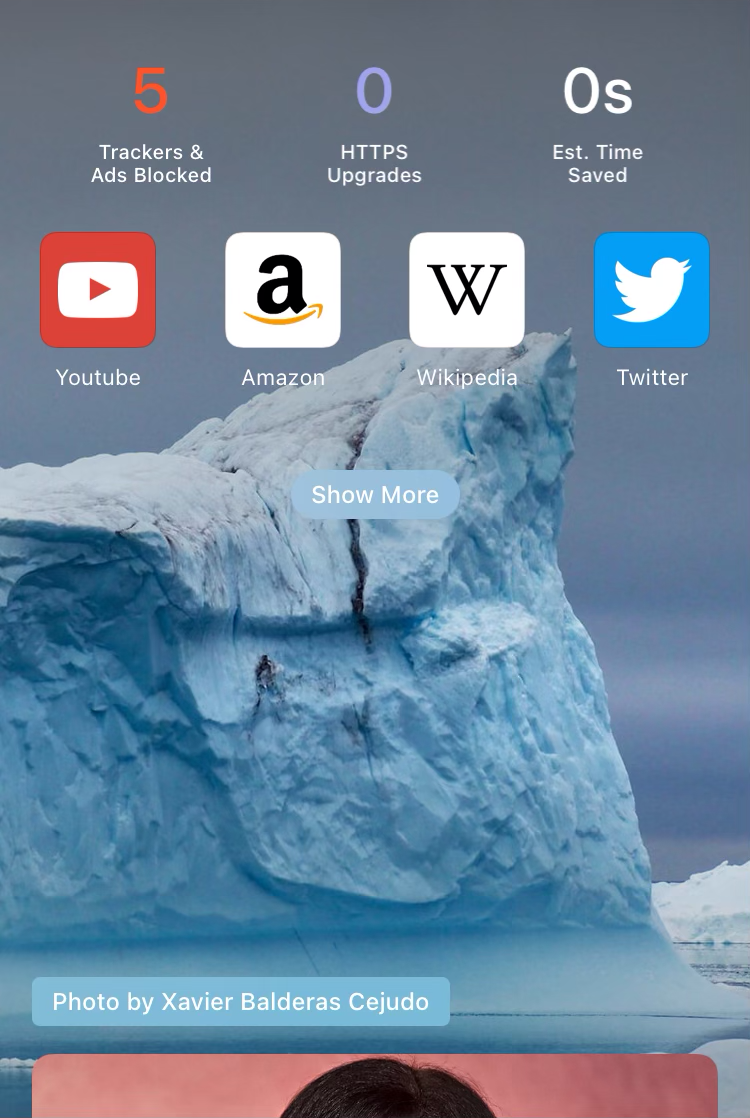 5
0
0s
Trackers &
Ads Blocked
HTTPS
Upgrades
Est. Time
Saved
a
W
Youtube
Amazon
Wikipedia
Twitter
Show More
Photo by Xavier Balderas Cejudo